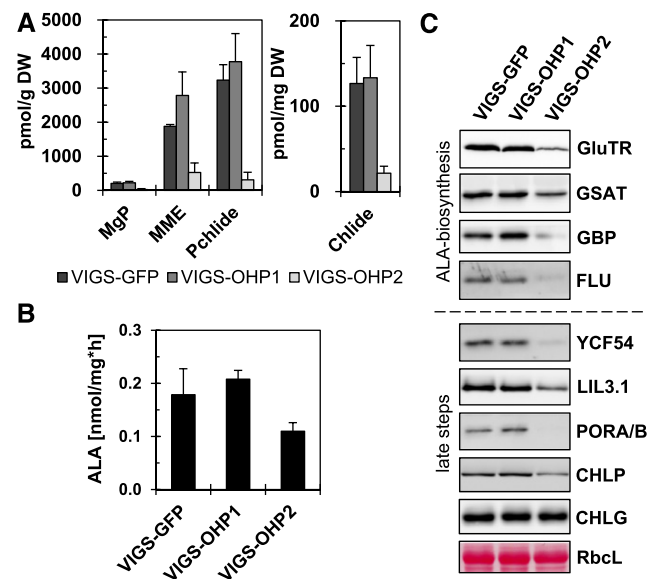 A
5000
4000
3000
2000
1000
0
pmol/g DW
MgP
MME
Pchlide
200
100
0
pmol/mg DW
Chlide
VIGS-GFP VIGS-OHP1 VIGS-OHP2
B
0.3
0.2
0.1
0.0
ALA [nmol/mg*h]
VIGS-GFP
VIGS-OHP1
VIGS-OHP2
C
VIGS-GFP
VIGS-OHP1
VIGS-OHP2
ALA-biosynthesis
GluTR
GSAT
GBP
FLU
late steps
YCF54
LIL3.1
PORA/B
CHLP
CHLG
RbcL